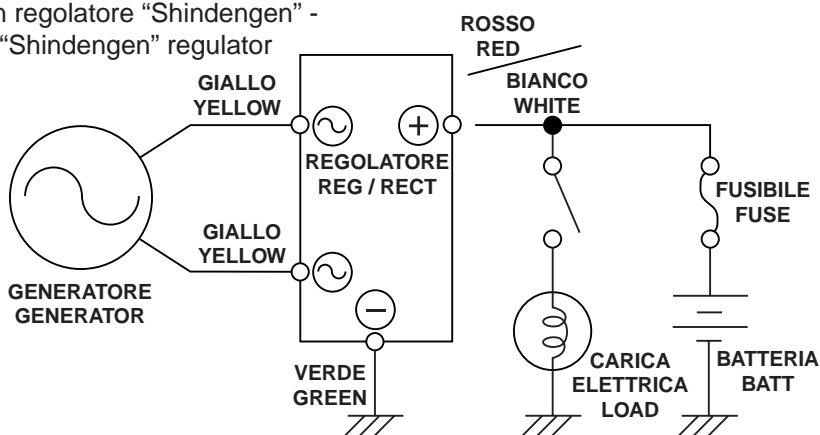 regolatore “Shindengen” -
“Shindengen” regulator
ROSSO
RED
BIANCO
WHITE
GIALLO
YELLOW
REGOLATORE
REG / RECT
FUSIBILE
FUSE
GIALLO
YELLOW
GENERATORE
GENERATOR
VERDE
GREEN
CARICA
ELETTRICA
LOAD
BATTERIA
BATT